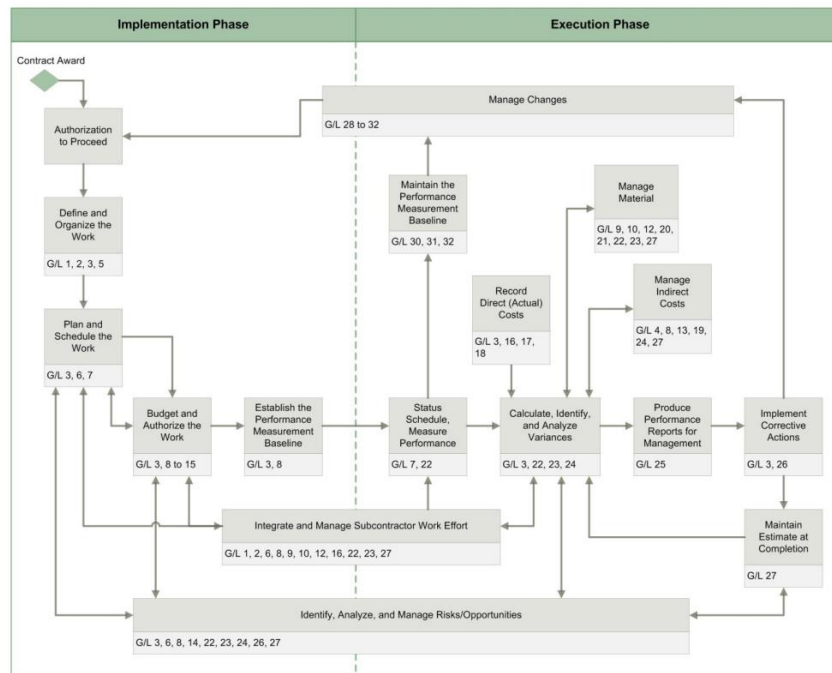 Implementation Phase
Execution Phase
Contract Award
Manage Changes
G/L 28 to 32
Authorization
to Proceed
Maintain the
Performance
Measurement
Baseline
G/L 30, 31, 32
Manage
Material
G/L 9, 10, 12, 20,
21, 22, 23, 27
Define and
Organize the
Work
G/L 1, 2, 3, 5
Record
Direct (Actual)
Costs
G/L 3, 16, 17,
18
Manage
Indirect
Costs
G/L 4, 8, 13, 19,
24, 27
Plan and
Schedule the
Work
G/L 3, 6, 7
Budget and
Authorize the
Work
G/L 3, 8 to 15
Establish the
Performance
Measurement
Baseline
G/L 3, 8
Status
Schedule,
Measure
Performance
G/L 7, 22
Calculate, Identify,
and Analyze
Variances
G/L 3, 22, 23, 24
Produce
Performance
Reports for
Management
G/L 25
Implement
Corrective
Actions
G/L 3, 26
Integrate and Manage Subcontractor Work Effort
G/L 1, 2, 6, 8, 9, 10, 12, 16, 22, 23, 27
Maintain
Estimate at
Completion
G/L 27
Identify, Analyze, and Manage Risks/Opportunities
G/L 3, 6, 8, 14, 22, 23, 24, 26, 27